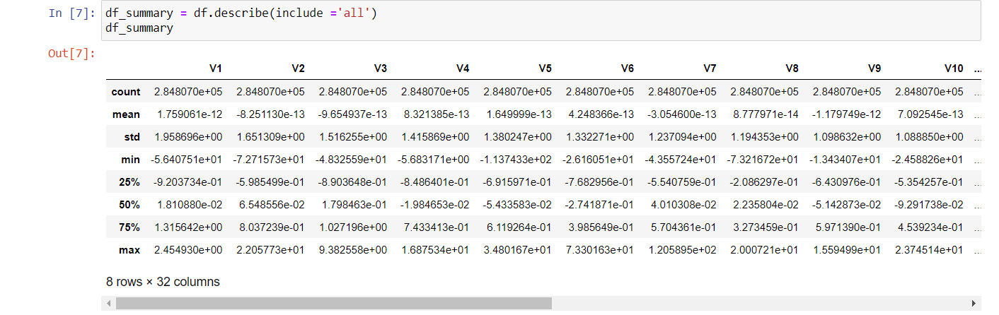 In [7]: df_summary = df.describe(include ='all')
df_summary
Out[7]:
V1 V2 V3 V4 V5 V6 V7 V8 V9 V10 ...
count 2.848070e+05 2.848070e+05 2.848070e+05 2.848070e+05 2.848070e+05 2.848070e+05 2.848070e+05 2.848070e+05 2.848070e+05 2.848070e+05 ...
mean 1.759061e-12 -8.251130e-13 -9.654937e-13 8.321385e-13 1.649999e-13 4.248366e-13 -3.054600e-13 8.777971e-14 -1.179749e-12 7.092545e-13 ...
std 1.958696e+00 1.651309e+00 1.516255e+00 1.415869e+00 1.380247e+00 1.332271e+00 1.237094e+00 1.194353e+00 1.098632e+00 1.088850e+00 ...
min -5.640751e+01 -7.271573e+01 -4.832559e+01 -5.683171e+00 -1.137433e+02 -2.616051e+01 -4.355724e+01 -7.321672e+01 -1.343407e+01 -2.458826e+01 ...
25% -9.203734e-01 -5.985499e-01 -8.903648e-01 -8.486401e-01 -6.915971e-01 -7.682956e-01 -5.540759e-01 -2.086297e-01 -6.430976e-01 -5.354257e-01 ...
50% 1.810880e-02 6.548556e-02 1.798463e-01 -1.984653e-02 -5.433583e-02 -2.741871e-01 4.010308e-02 2.235804e-02 -5.142873e-02 -9.291738e-02 ...
75% 1.315642e+00 8.037239e-01 1.027196e+00 7.433413e-01 6.119264e-01 3.985649e-01 5.704361e-01 3.273459e-01 5.971390e-01 4.539234e-01 ...
max 2.454930e+00 2.205773e+01 9.382558e+00 1.687534e+01 3.480167e+01 7.330163e+01 1.205895e+02 2.000721e+01 1.559499e+01 2.374514e+01 ...
8 rows × 32 columns